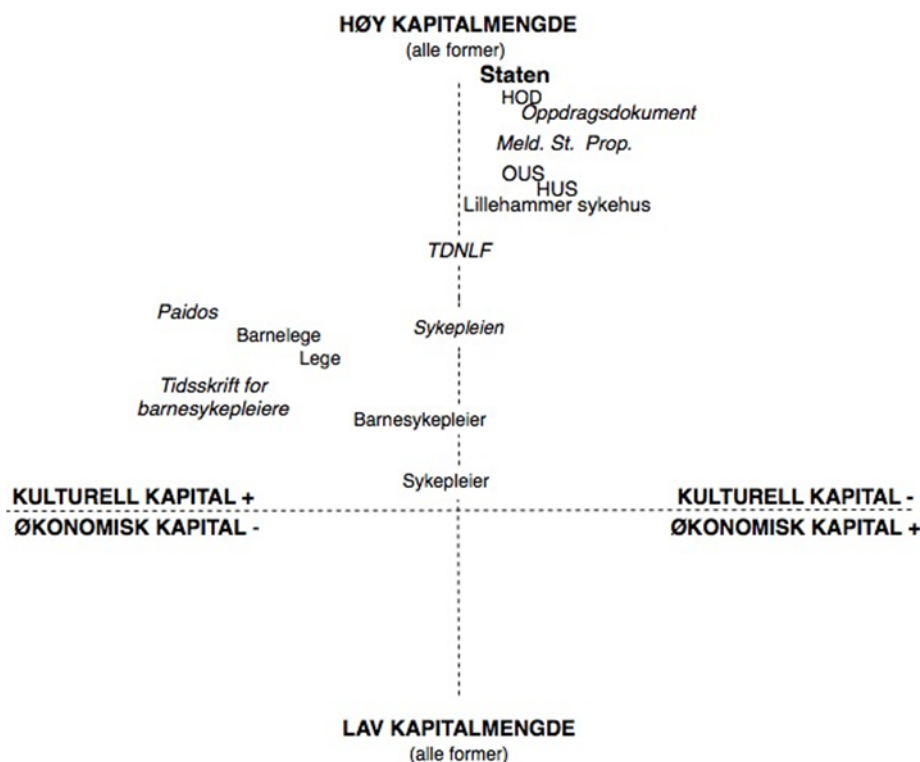 HØY KAPITALMENGDE
(alle former)
Staten
HOD
Oppdragsdokument
Meld. St. Prop.
OUS
HUS
Lillehammer sykehus
TDNLF
Paidos
Sykepleien
Barnelege
Lege
Tidsskrift for
barnesykepleiere
Barnesykepleier
Sykepleier
KULTURELL KAPITAL +
KULTURELL KAPITAL -
ØKONOMISK KAPITAL -
ØKONOMISK KAPITAL +
LAV KAPITALMENGDE
(alle former)